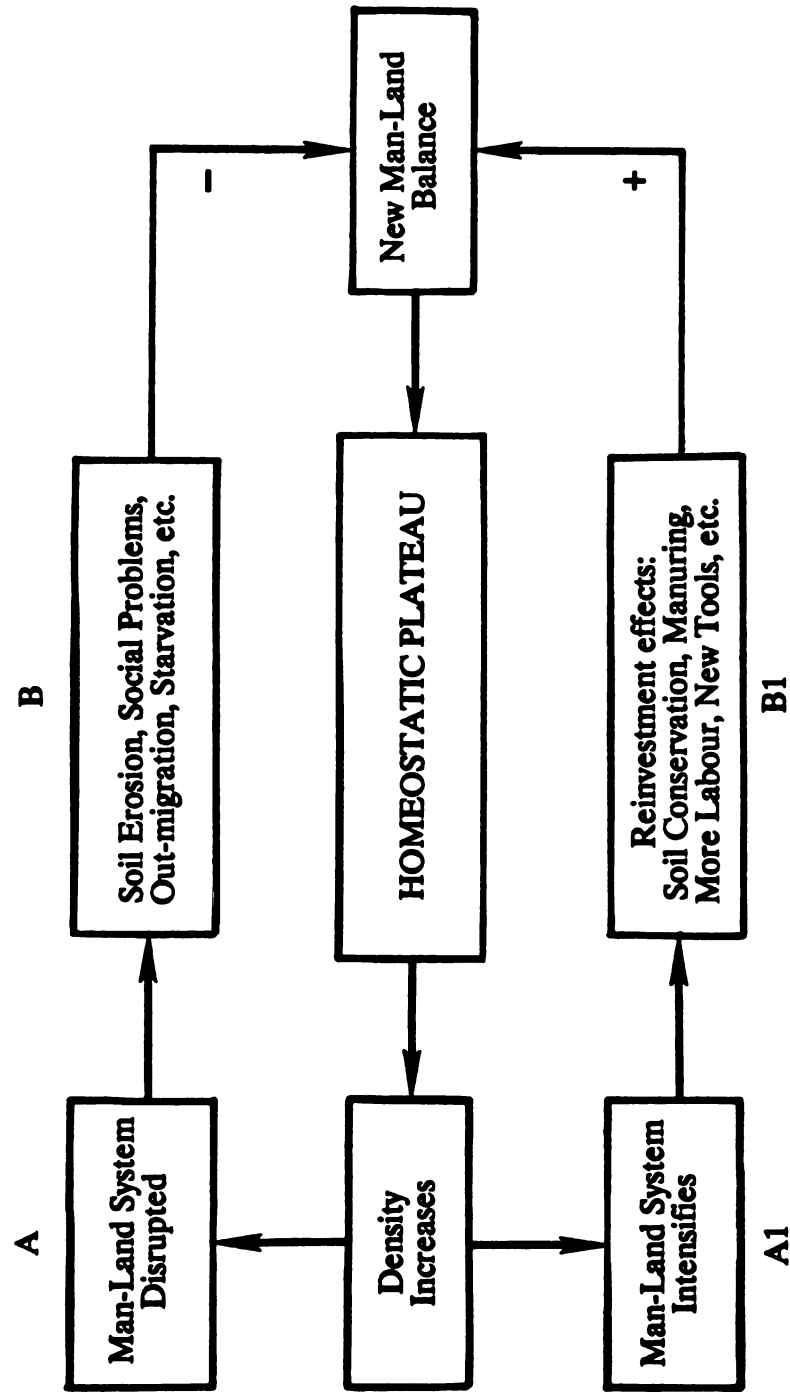 A
B
Man-Land System
Disrupted
Soil Erosion, Social Problems,
Out-migration, Starvation, etc.
-
Density
Increases
HOMEOSTATIC PLATEAU
New Man-Land
Balance
+
Man-Land System
Intensifies
Reinvestment effects:
Soil Conservation, Manuring,
More Labour, New Tools, etc.
A1
B1